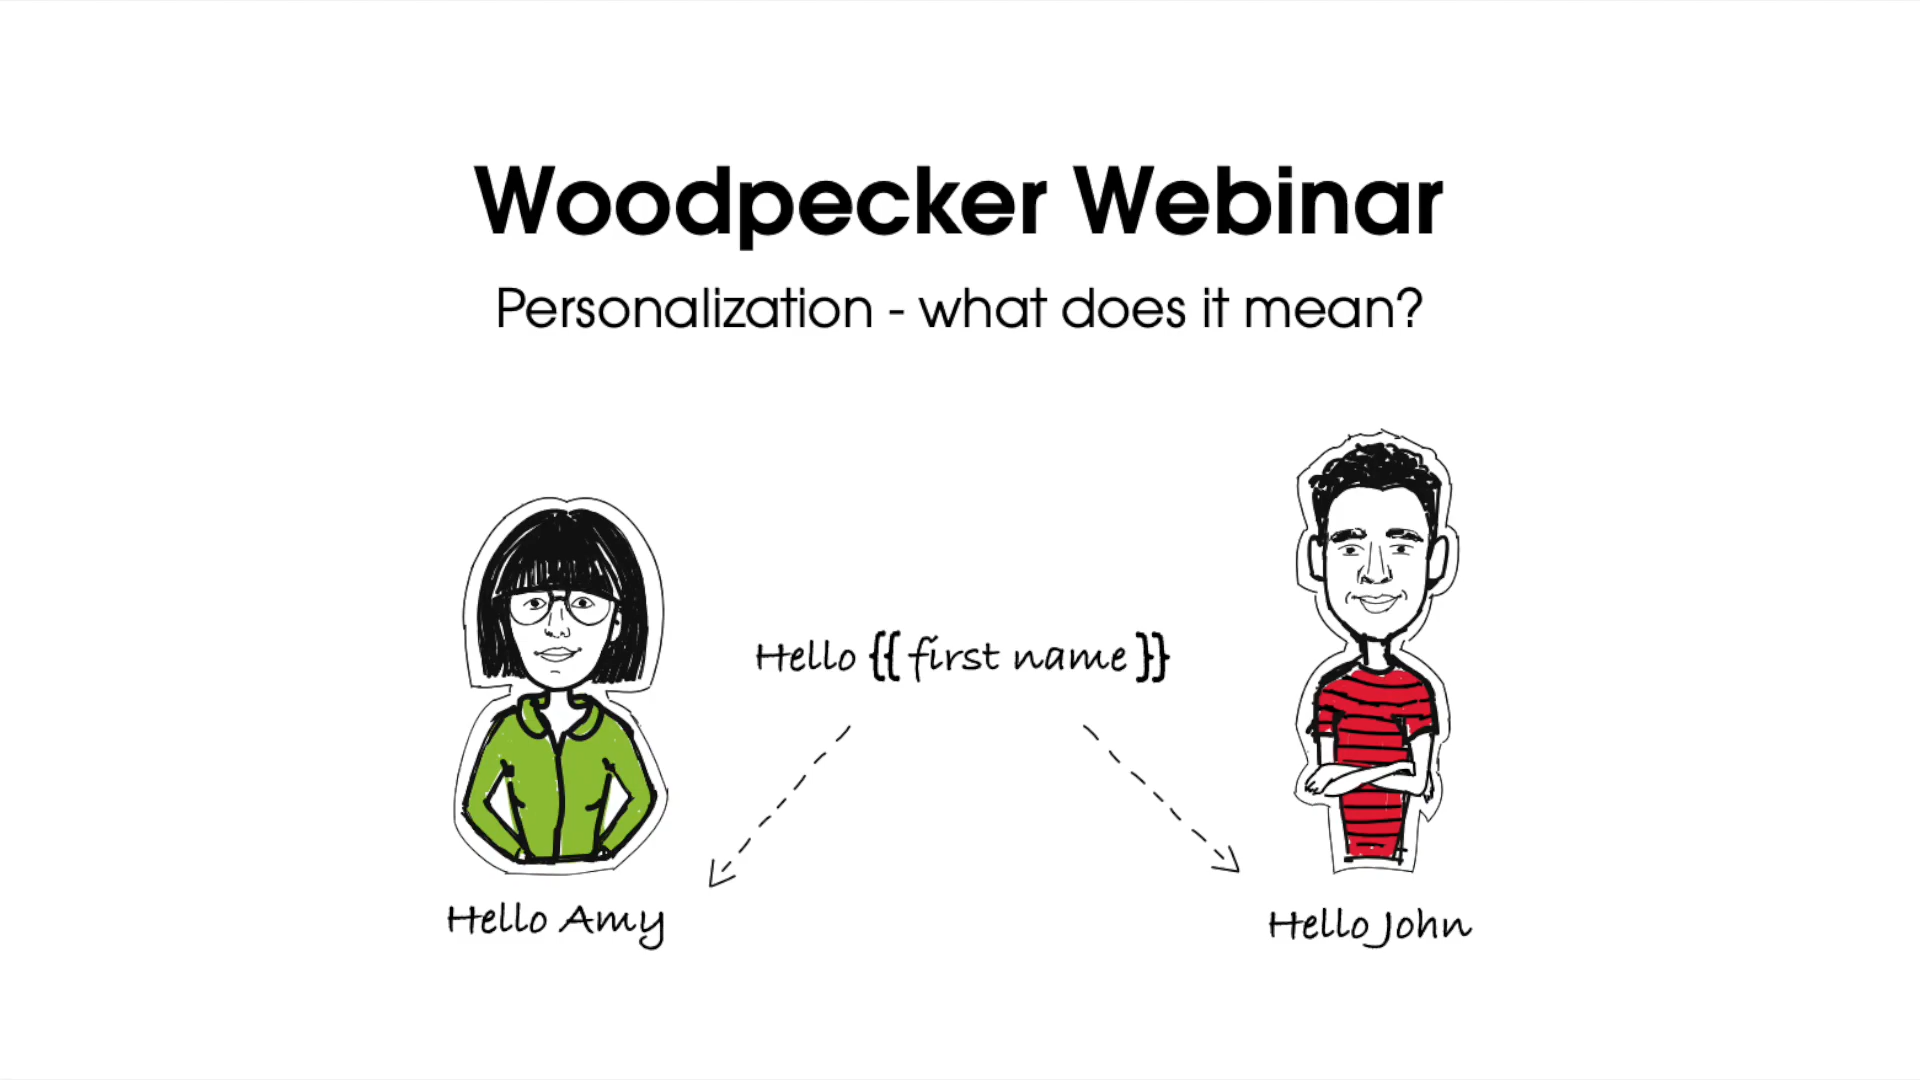 Woodpecker Webinar
Personalization - what does it mean?
Hello {{ first name }}
Hello Amy
Hello John